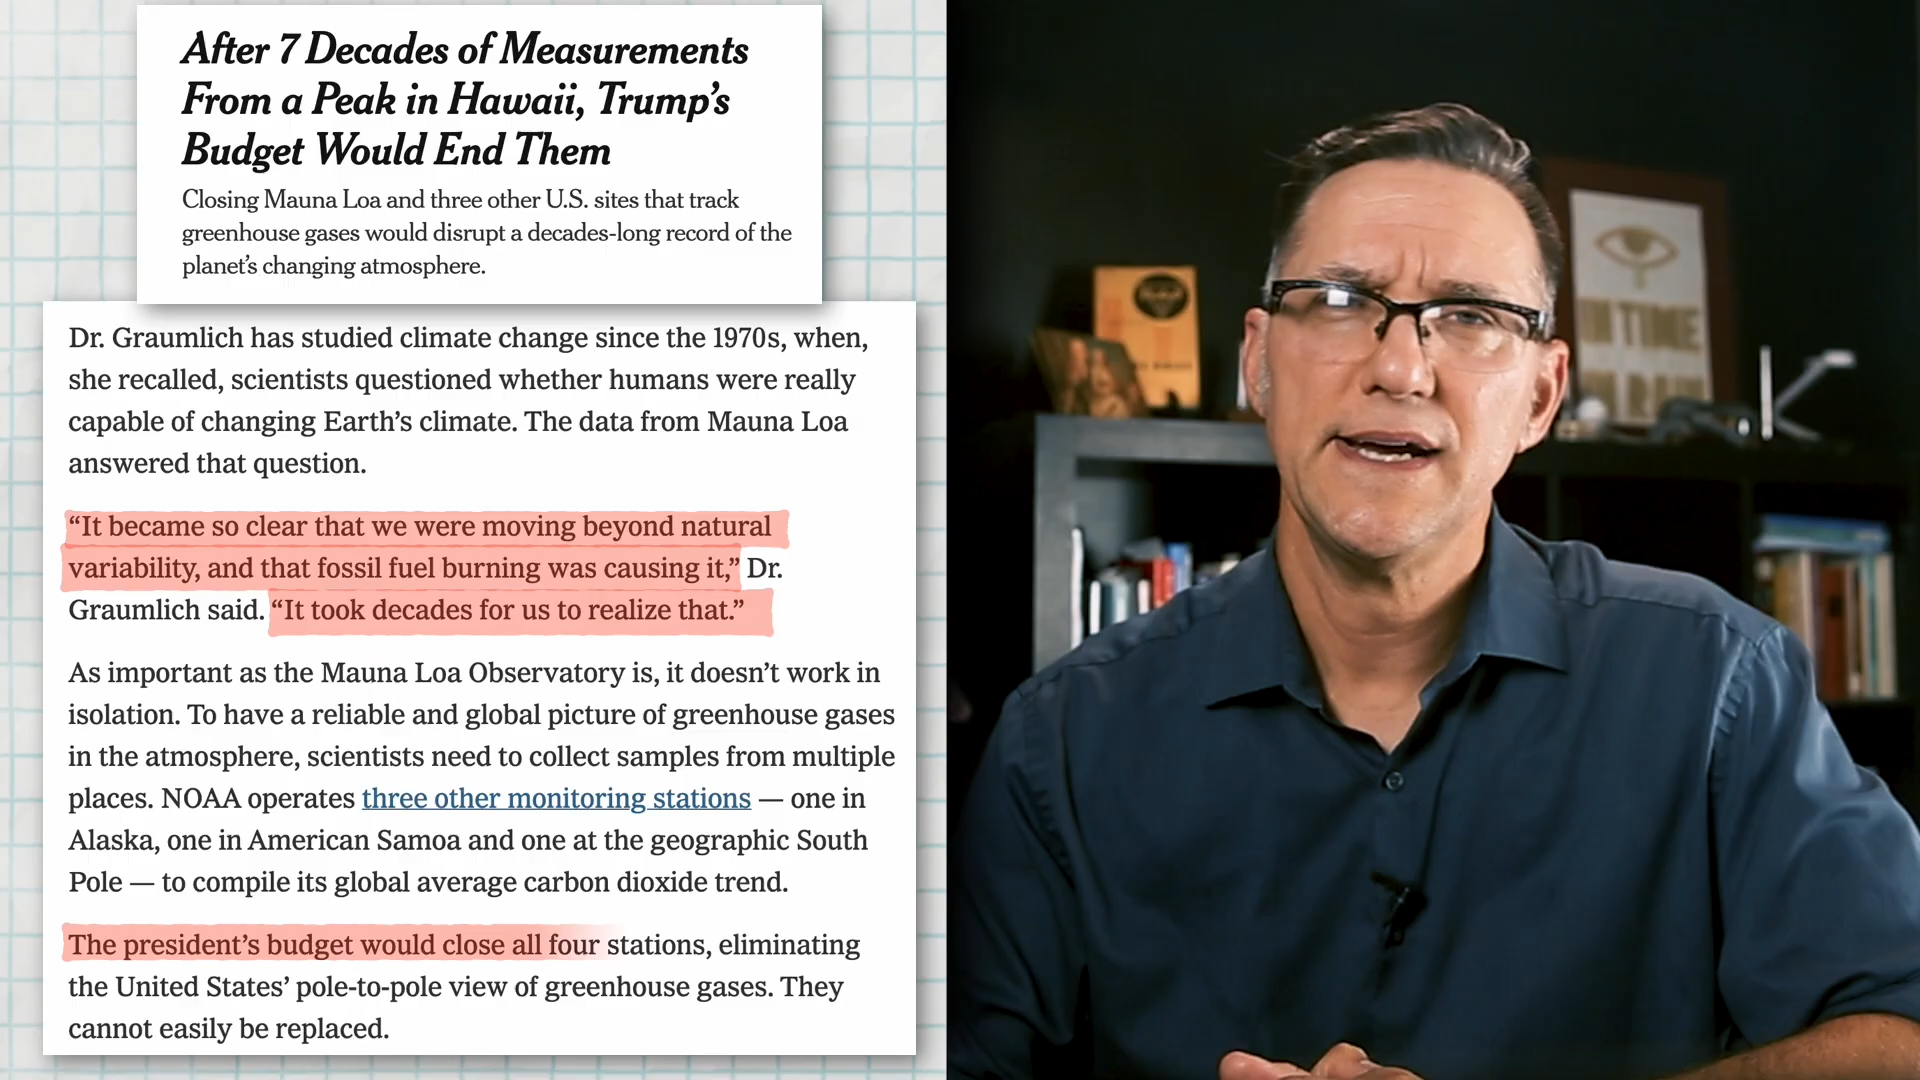 After 7 Decades of Measurements
From a Peak in Hawaii, Trump’s
Budget Would End Them
Closing Mauna Loa and three other U.S. sites that track
greenhouse gases would disrupt a decades-long record of the
planet’s changing atmosphere.
Dr. Graumlich has studied climate change since the 1970s, when,
she recalled, scientists questioned whether humans were really
capable of changing Earth’s climate. The data from Mauna Loa
answered that question.
“It became so clear that we were moving beyond natural
variability, and that fossil fuel burning was causing it,” Dr.
Graumlich said. “It took decades for us to realize that.”
As important as the Mauna Loa Observatory is, it doesn’t work in
isolation. To have a reliable and global picture of greenhouse gases
in the atmosphere, scientists need to collect samples from multiple
places. NOAA operates three other monitoring stations — one in
Alaska, one in American Samoa and one at the geographic South
Pole — to compile its global average carbon dioxide trend.
The president’s budget would close all four stations, eliminating
the United States’ pole-to-pole view of greenhouse gases. They
cannot easily be replaced.
IN TIME